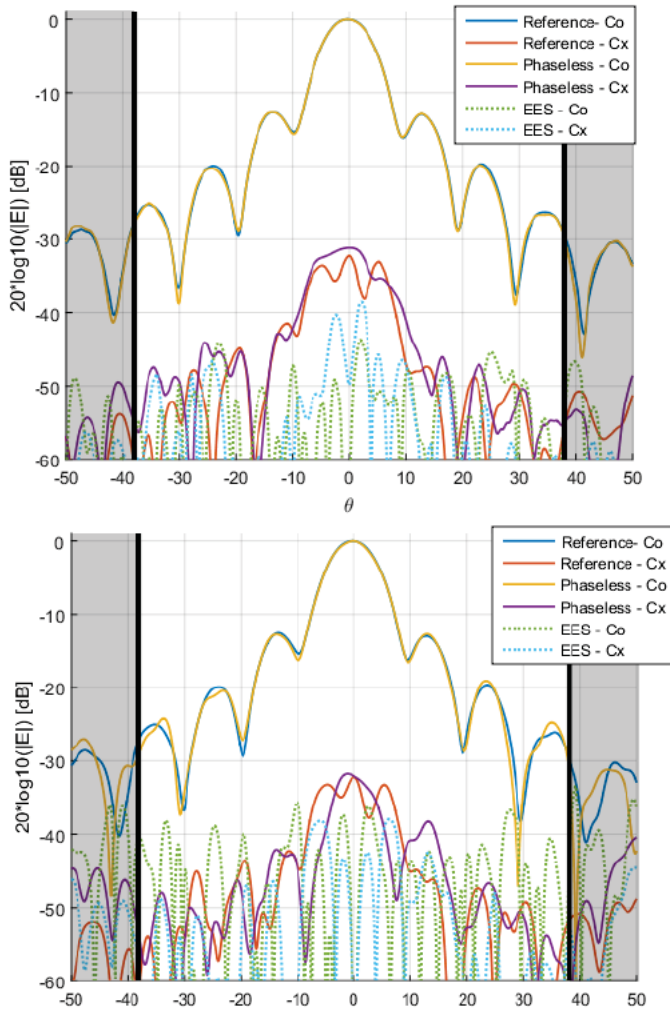 0
-10
-20
-30
-40
-50
-60
20*log10(|E|) [dB]
-50 -40 -30 -20 -10 0 10 20 30 40 50
θ
Reference- Co
Reference - Cx
Phaseless - Co
Phaseless - Cx
EES - Co
EES - Cx
0
-10
-20
-30
-40
-50
-60
20*log10(|E|) [dB]
-50 -40 -30 -20 -10 0 10 20 30 40 50
Reference- Co
Reference - Cx
Phaseless - Co
Phaseless - Cx
EES - Co
EES - Cx